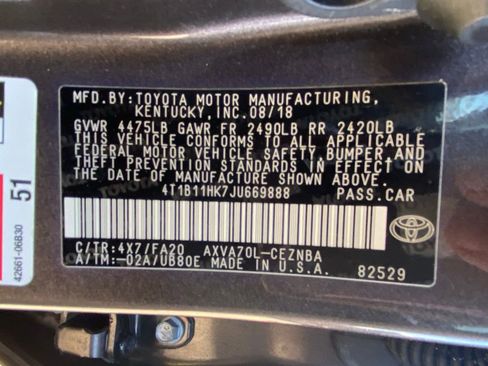 MFD.BY:TOYOTA MOTOR MANUFACTURING,
KENTUCKY, INC. 08/18
GVWR 4475LB GAWR FR 2490LB RR 2420LB
THIS VEHICLE CONFORMS TO ALL APPLICABLE
FEDERAL MOTOR VEHICLE SAFETY, BUMPER AND
THEFT PREVENTION STANDARDS IN EFFECT ON
THE DATE OF MANUFACTURE SHOWN ABOVE.
4T1B11HK7JU669888 PASS.CAR
C/TR:4X7/FA20 AXVA70L-CEZNBA
A/TM:-02A/UB80E MADE IN U.S.A.
82529
51
42661-06B30